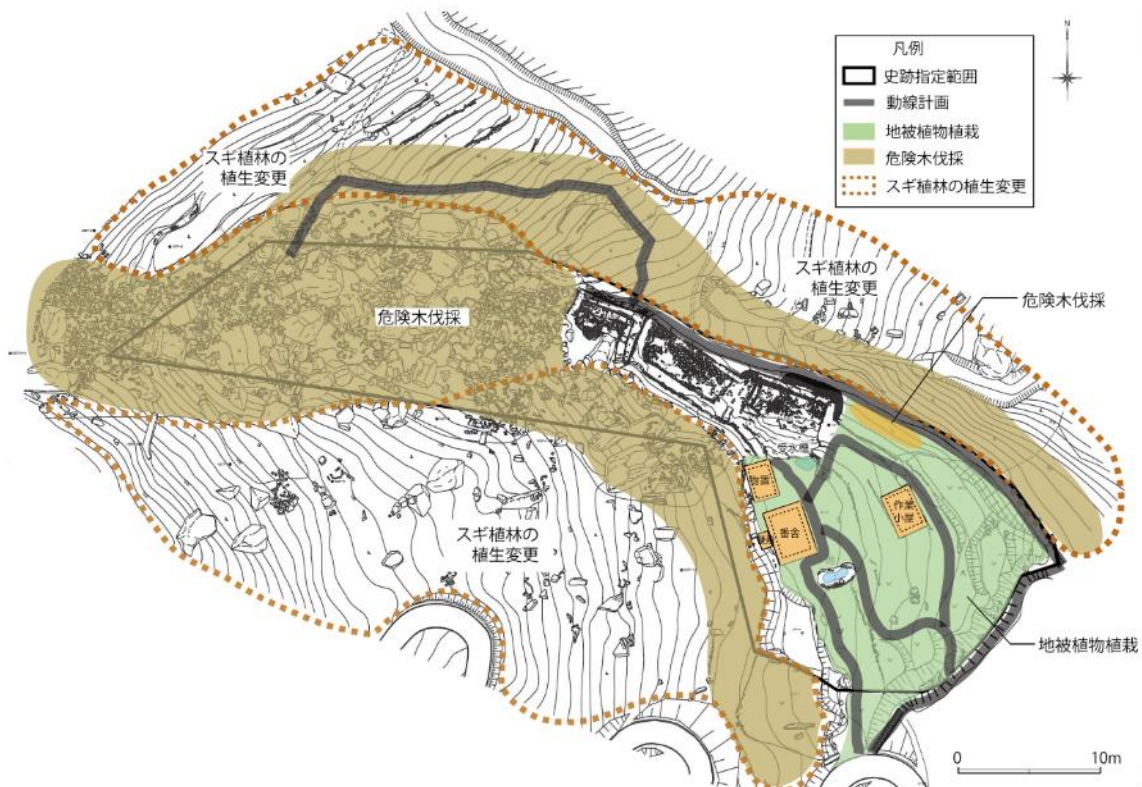 N
凡例
史跡指定範囲
動線計画
地被植物植栽
危険木伐採
スギ植林の植生変更
スギ植林の
植生変更
スギ植林の
植生変更
危険木伐採
危険木伐採
番舎
作業
小屋
スギ植林の
植生変更
地被植物植栽
0
10m